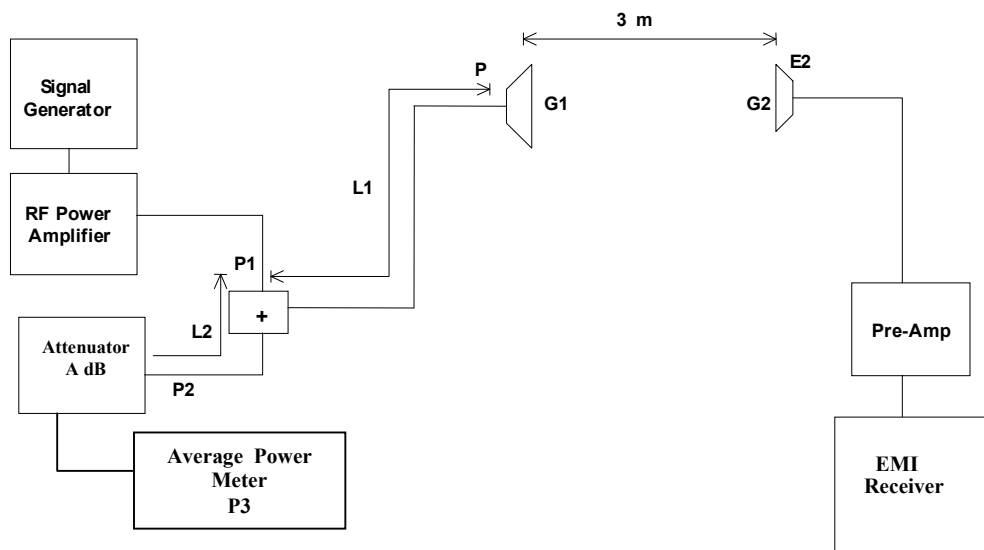 3 m
Signal
Generator
P
G1
E2
G2
L1
RF Power
Amplifier
P1
+
L2
Attenuator
A dB
P2
Pre-Amp
Average Power
Meter
P3
EMI
Receiver